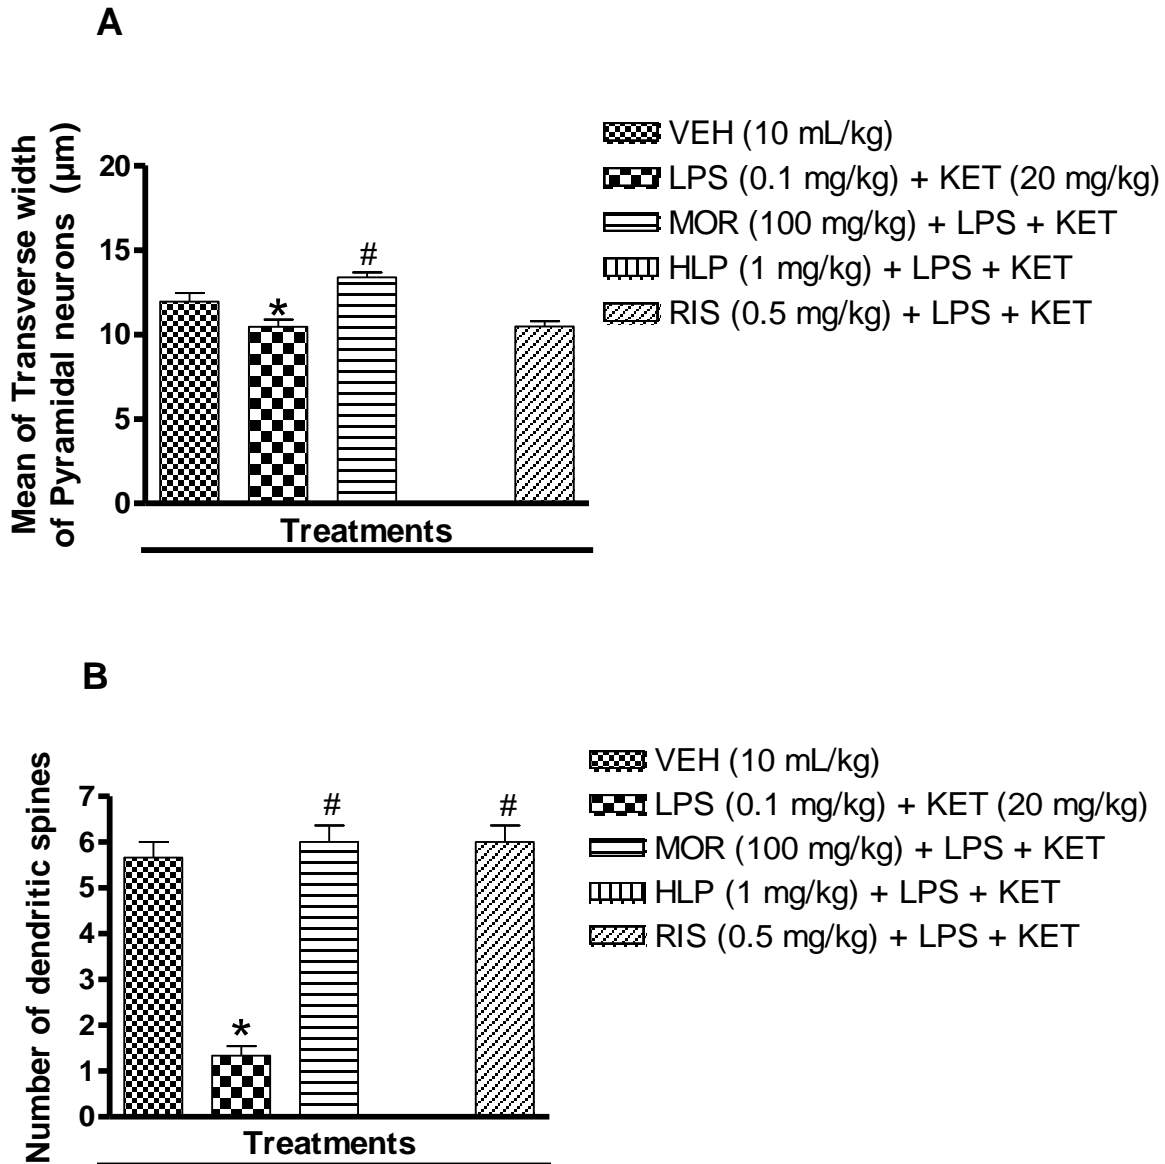 A
Mean of Transverse width
of Pyramidal neurons (µm)
20
15
10
5
0
*
#
Treatments
VEH (10 mL/kg)
LPS (0.1 mg/kg) + KET (20 mg/kg)
MOR (100 mg/kg) + LPS + KET
HLP (1 mg/kg) + LPS + KET
RIS (0.5 mg/kg) + LPS + KET
B
Number of dendritic spines
7
6
5
4
3
2
1
0
*
#
#
Treatments
VEH (10 mL/kg)
LPS (0.1 mg/kg) + KET (20 mg/kg)
MOR (100 mg/kg) + LPS + KET
HLP (1 mg/kg) + LPS + KET
RIS (0.5 mg/kg) + LPS + KET